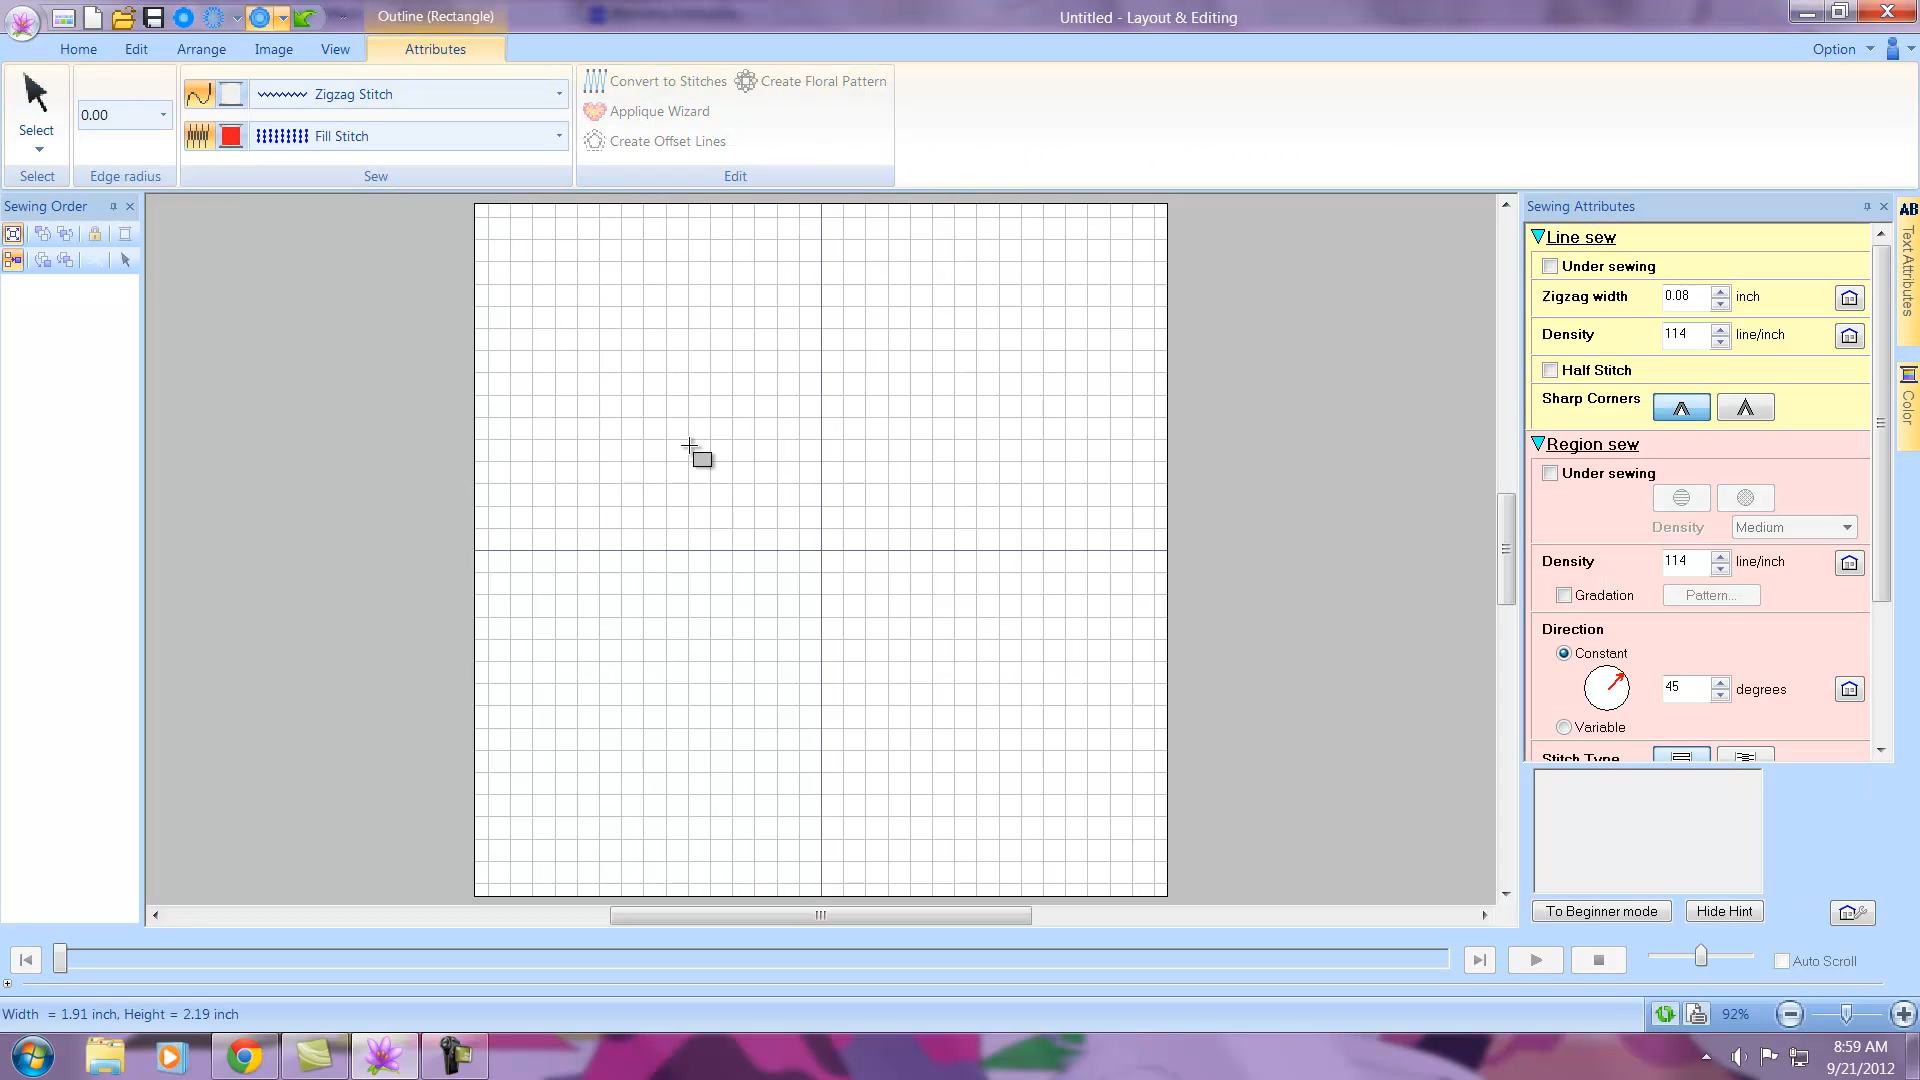 Outline (Rectangle)
Untitled - Layout & Editing
Home Edit Arrange Image View Attributes Option
Select
Select
0.00
Edge radius
Zigzag Stitch
Fill Stitch
Sew
Convert to Stitches Create Floral Pattern
Applique Wizard
Create Offset Lines
Edit
Sewing Order
Sewing Attributes
Line sew
Under sewing
Zigzag width 0.08 inch
Density 114 line/inch
Half Stitch
Sharp Corners
Region sew
Under sewing
Density Medium
Density 114 line/inch
Gradation Pattern...
Direction
Constant
45 degrees
Variable
Stitch Type
To Beginner mode Hide Hint
AB Text Attributes
Color
Auto Scroll
Width = 1.91 inch, Height = 2.19 inch
92%
8:59 AM
9/21/2012